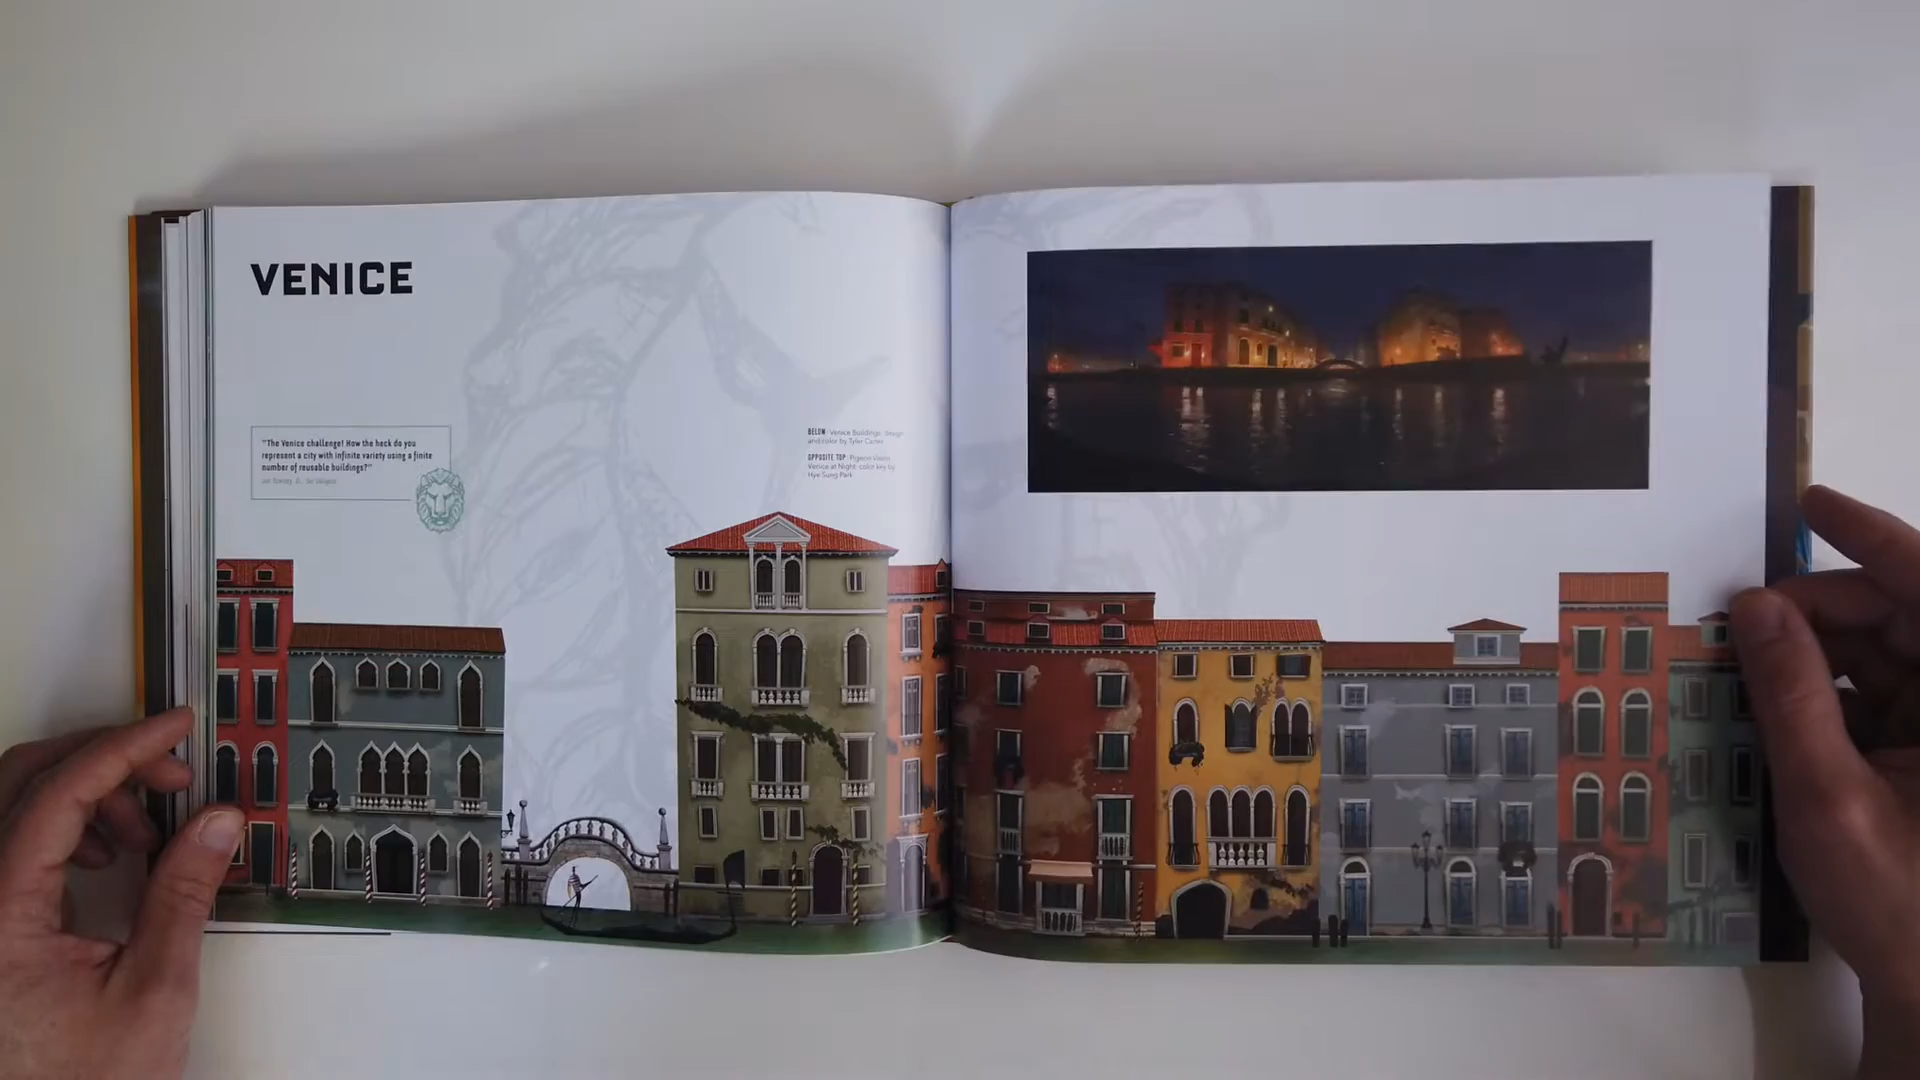 VENICE
"The Venice challenge! How the heck do you
represent a city with infinite variety using a finite
number of reusable buildings?"
BELOW: Venice Buildings: design
and color by Tyler Carter
OPPOSITE TOP: Pigeon Vision
Venice at Night: color key by
Hye Sung Park